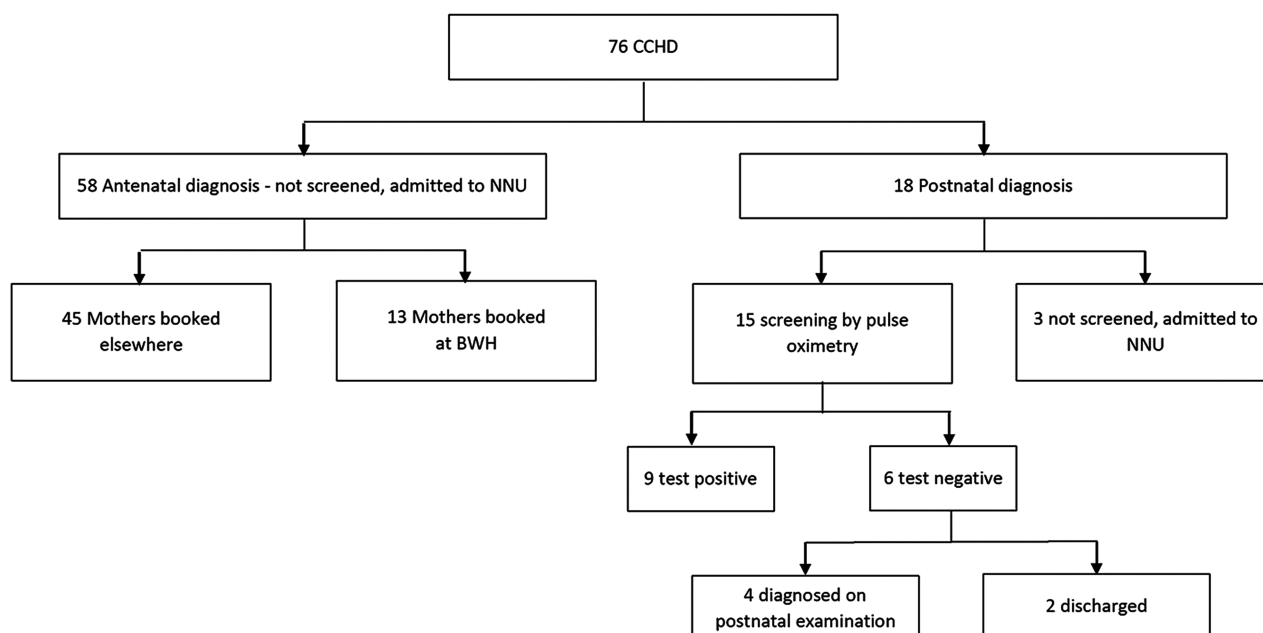 76 CCHD
58 Antenatal diagnosis - not screened, admitted to NNU
18 Postnatal diagnosis
45 Mothers booked
elsewhere
13 Mothers booked
at BWH
15 screening by pulse
oximetry
3 not screened, admitted to
NNU
9 test positive
6 test negative
4 diagnosed on
postnatal examination
2 discharged